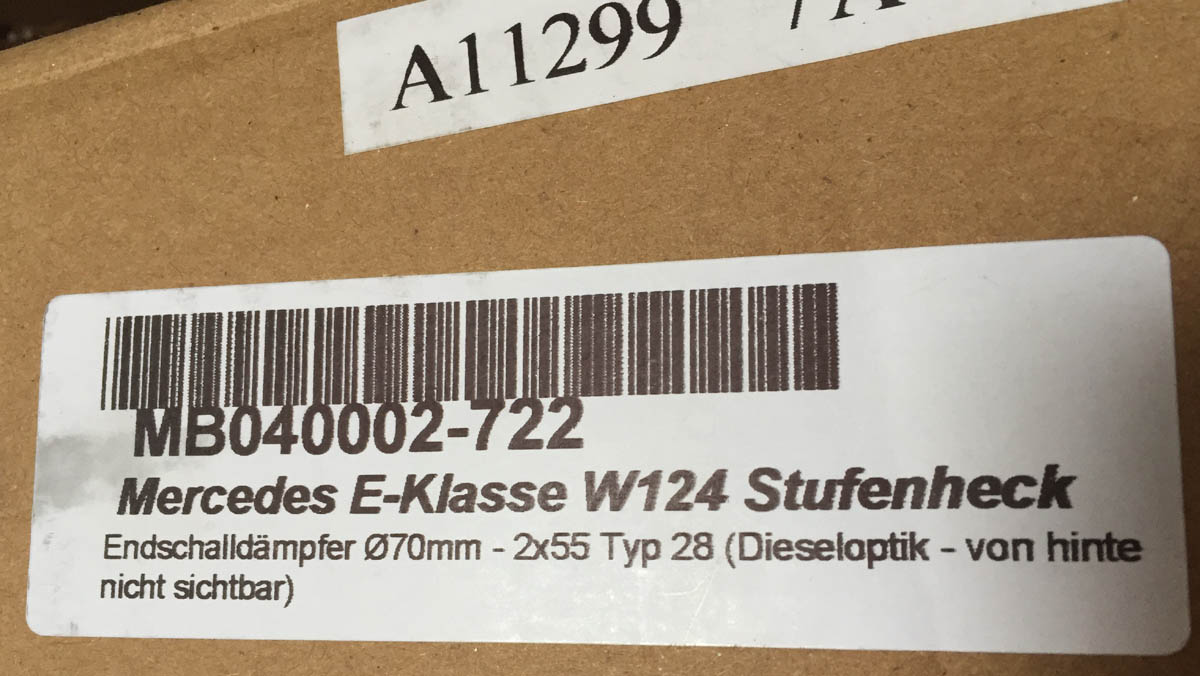 A11299 /A
MB040002-722
Mercedes E-Klasse W124 Stufenheck
Endschalldämpfer Ø70mm - 2x55 Typ 28 (Dieseloptik - von hinte
nicht sichtbar)